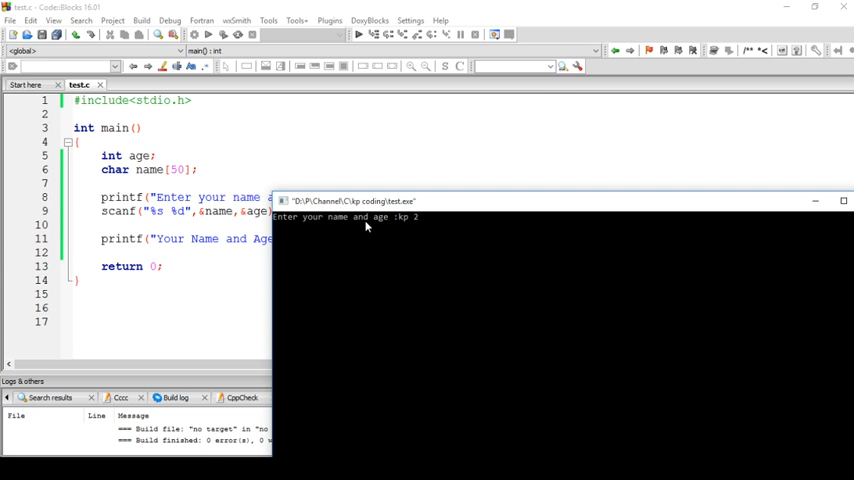 test.c - Code::Blocks 16.01
File Edit View Search Project Build Debug Fortran wxSmith Tools Tools+ Plugins DoxyBlocks Settings Help
<global> main() : int
/** *<
S C
Start here test.c
1 #include<stdio.h>
2
3 int main()
4 {
5 int age;
6 char name[50];
7
8 printf("Enter your name a
9 scanf("%s %d",&name,&age)
10
11 printf("Your Name and Age
12
13 return 0;
14 }
15
16
17
"D:\P\Channel\C\kp coding\test.exe"
Enter your name and age :kp 2
Logs & others
Search results Cccc Build log CppCheck
File Line Message
=== Build file: "no target" in "no
=== Build finished: 0 error(s), 0 w